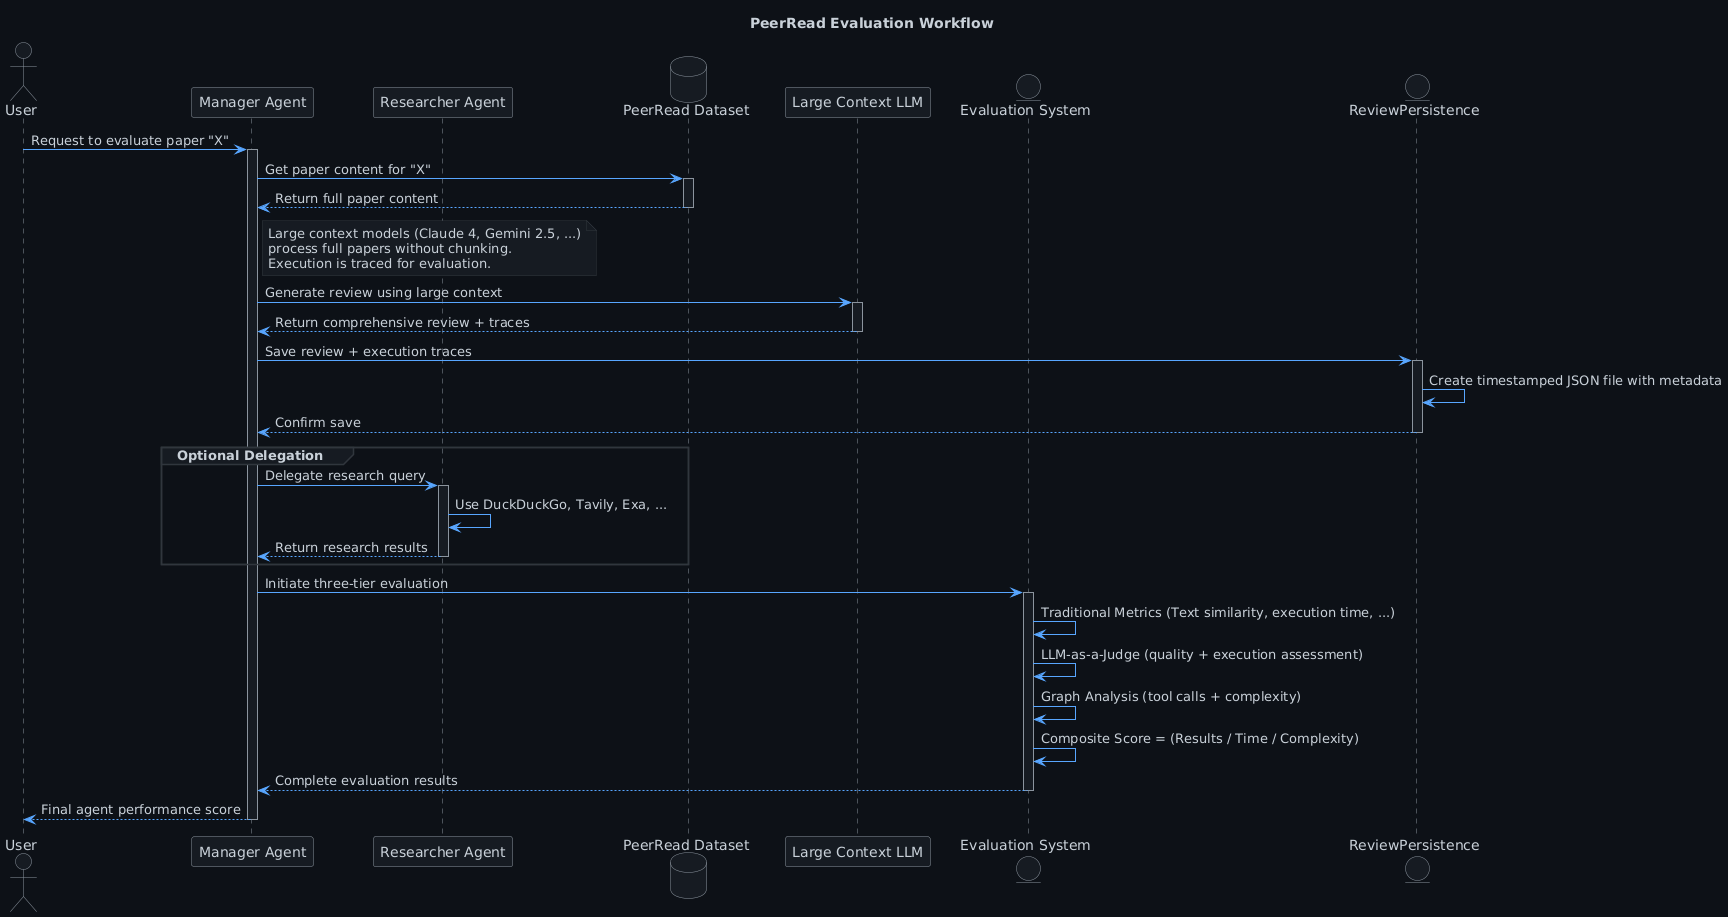 PeerRead Evaluation Workflow
User
Manager Agent
Researcher Agent
PeerRead Dataset
Large Context LLM
Evaluation System
ReviewPersistence
Request to evaluate paper "X"
Get paper content for "X"
Return full paper content
Large context models (Claude 4, Gemini 2.5, ...)
process full papers without chunking.
Execution is traced for evaluation.
Generate review using large context
Return comprehensive review + traces
Save review + execution traces
Create timestamped JSON file with metadata
Confirm save
Optional Delegation
Delegate research query
Use DuckDuckGo, Tavily, Exa, ...
Return research results
Initiate three-tier evaluation
Traditional Metrics (Text similarity, execution time, ...)
LLM-as-a-Judge (quality + execution assessment)
Graph Analysis (tool calls + complexity)
Composite Score = (Results / Time / Complexity)
Complete evaluation results
Final agent performance score
User
Manager Agent
Researcher Agent
PeerRead Dataset
Large Context LLM
Evaluation System
ReviewPersistence